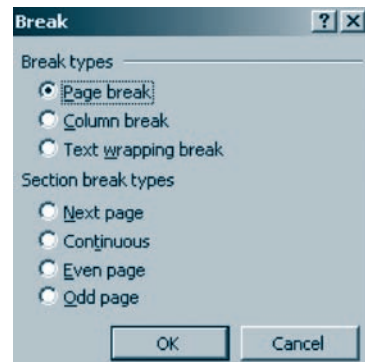 Break
Break types
Page break
Column break
Text wrapping break
Section break types
Next page
Continuous
Even page
Odd page
OK Cancel